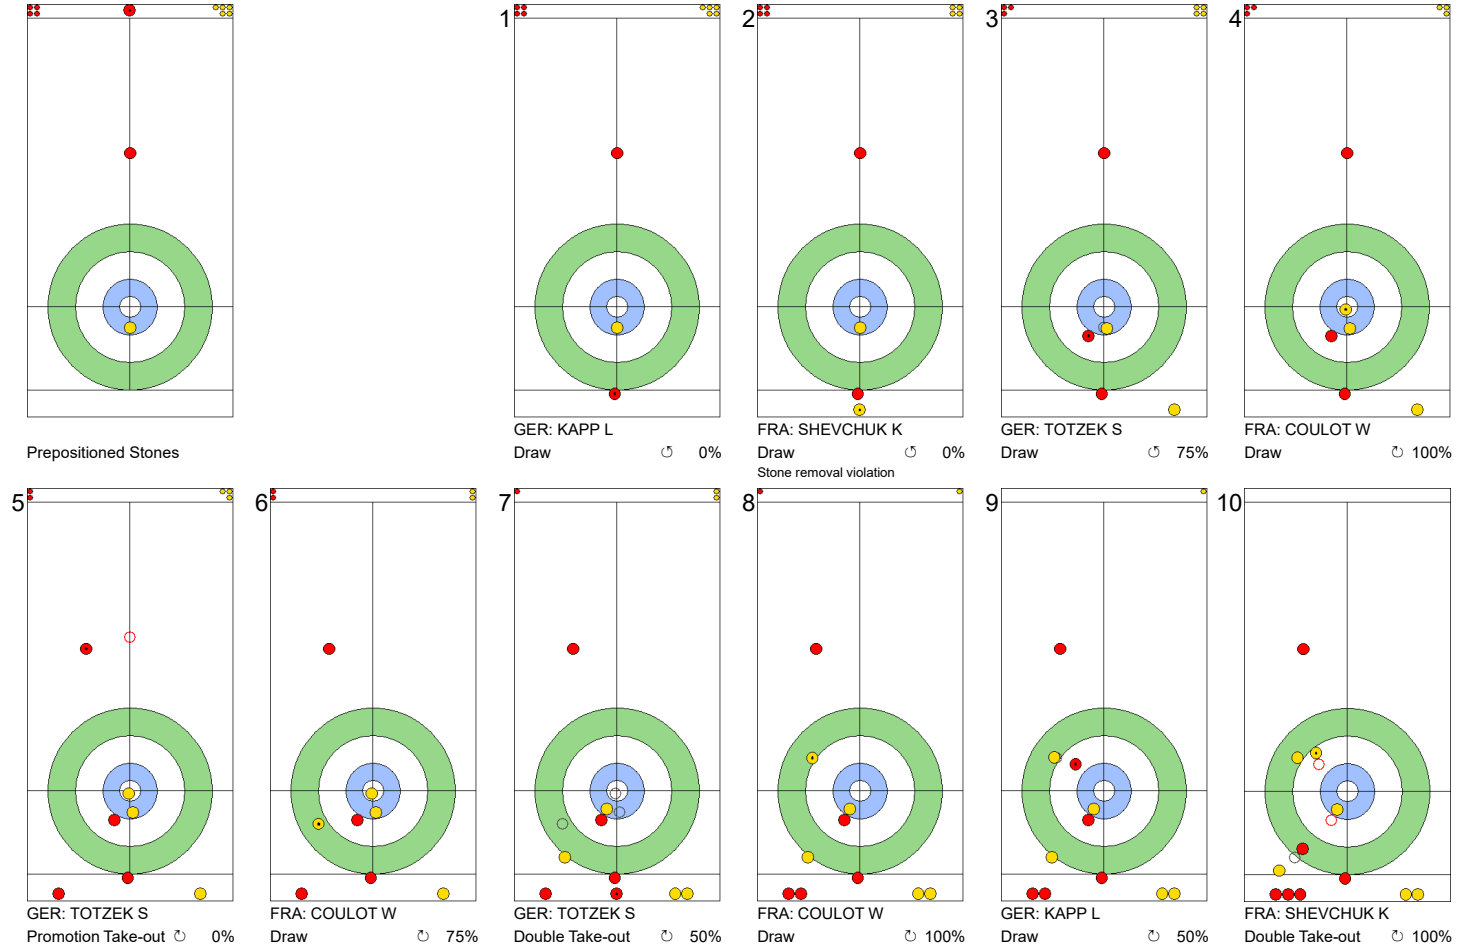 1
2
3
4
GER: KAPP L
FRA: SHEVCHUK K
GER: TOTZEK S
FRA: COULOT W
Prepositioned Stones
Draw ↺ 0%
Draw ↺ 0%
Draw ↺ 75%
Draw ↻ 100%
Stone removal violation
5
6
7
8
9
10
GER: TOTZEK S
FRA: COULOT W
GER: TOTZEK S
FRA: COULOT W
GER: KAPP L
FRA: SHEVCHUK K
Promotion Take-out ↻ 0%
Draw ↻ 75%
Double Take-out ↻ 50%
Draw ↻ 100%
Draw ↻ 50%
Double Take-out ↻ 100%